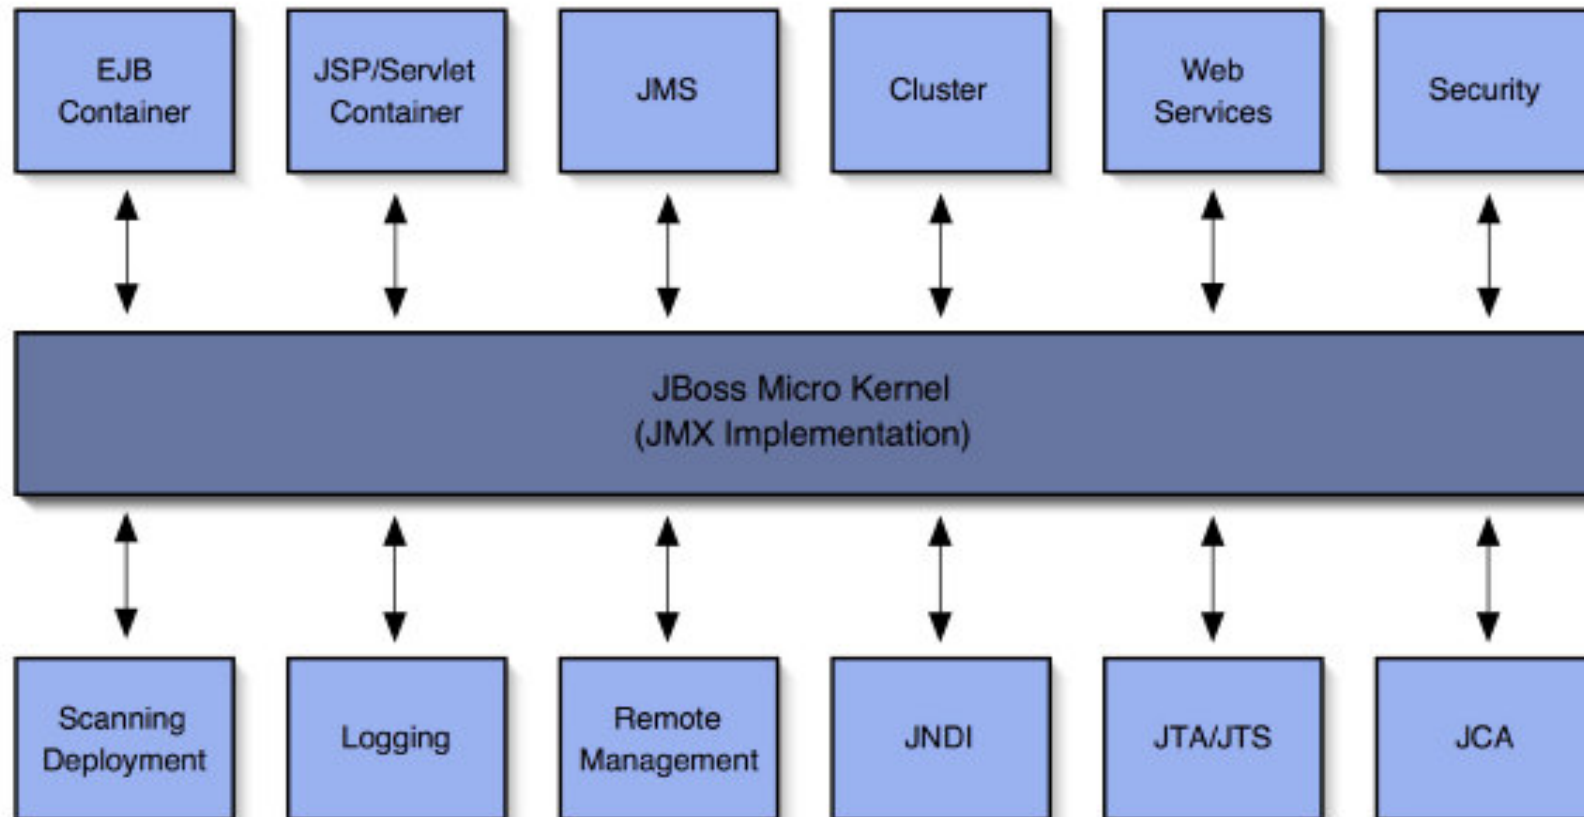 EJB
Container
JSP/Servlet
Container
JMS
Cluster
Web
Services
Security
JBoss Micro Kernel
(JMX Implementation)
Scanning
Deployment
Logging
Remote
Management
JNDI
JTA/JTS
JCA